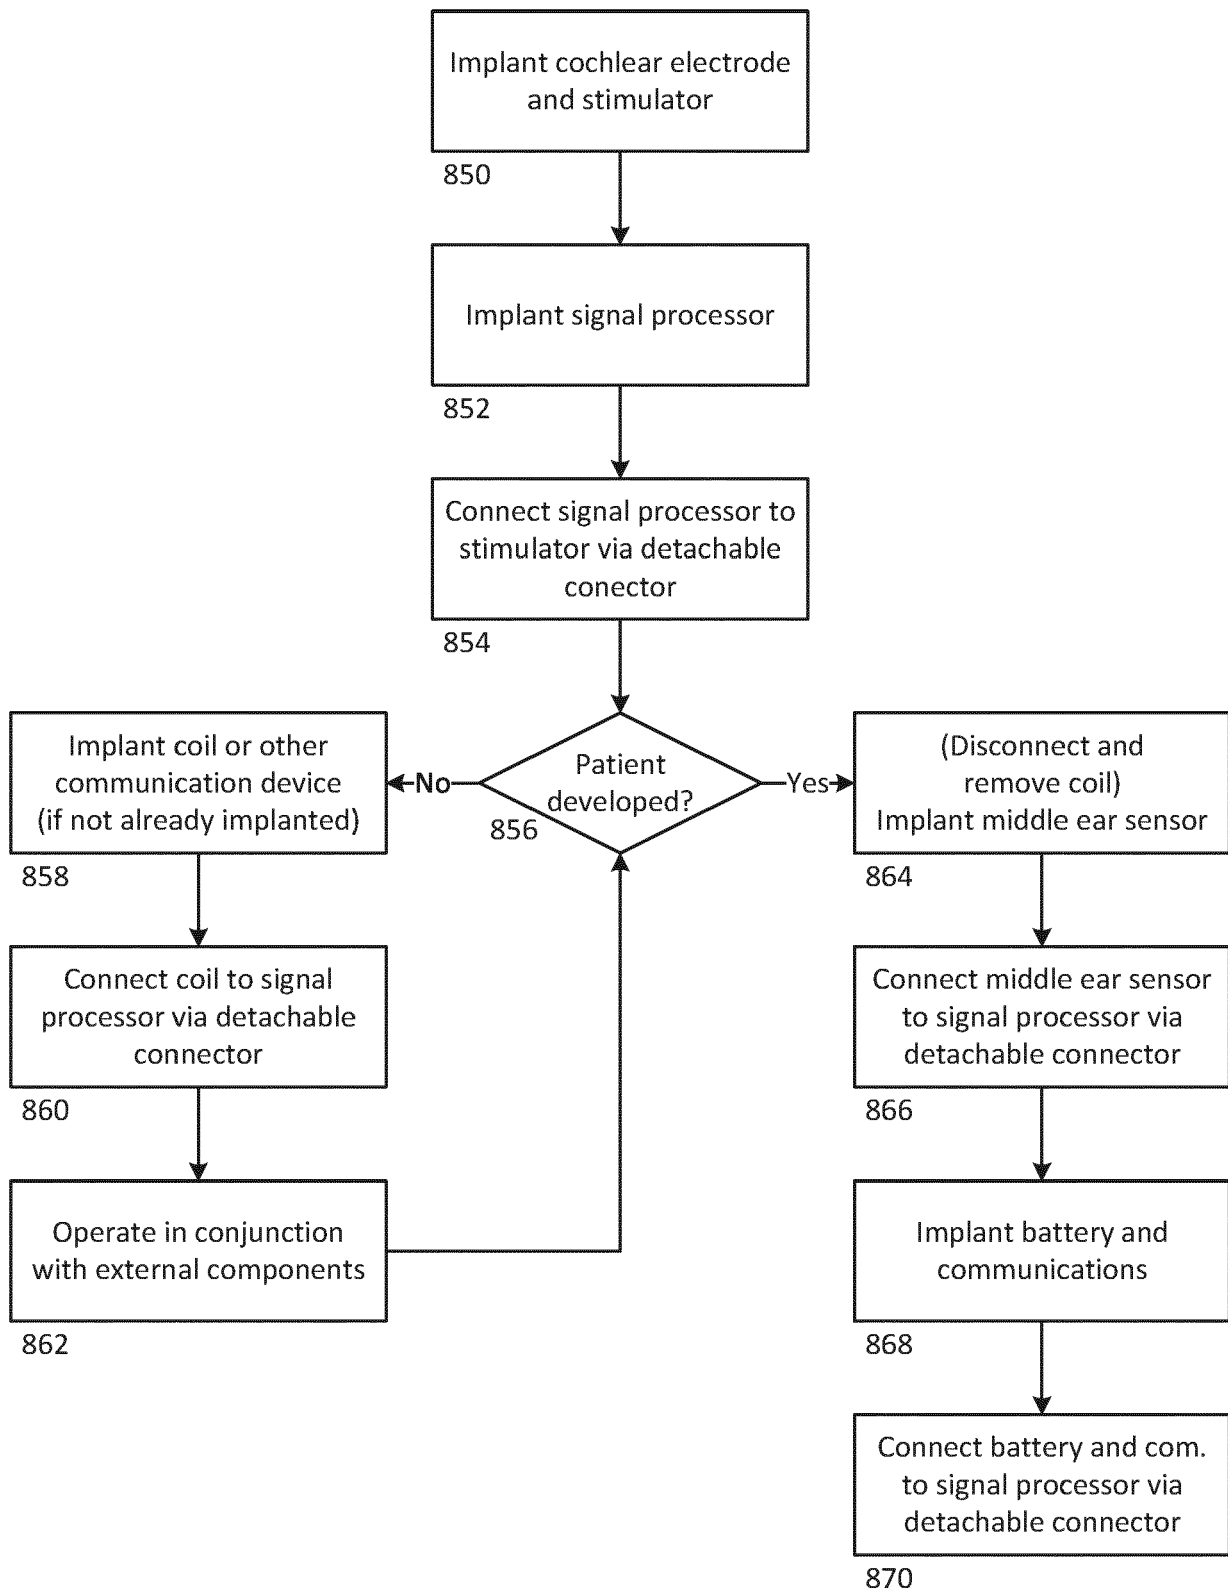 Implant cochlear electrode
and stimulator
850
Implant signal processor
852
Connect signal processor to
stimulator via detachable
conector
854
Patient
developed?
856
No
Yes
Implant coil or other
communication device
(if not already implanted)
858
Connect coil to signal
processor via detachable
connector
860
Operate in conjunction
with external components
862
(Disconnect and
remove coil)
Implant middle ear sensor
864
Connect middle ear sensor
to signal processor via
detachable connector
866
Implant battery and
communications
868
Connect battery and com.
to signal processor via
detachable connector
870